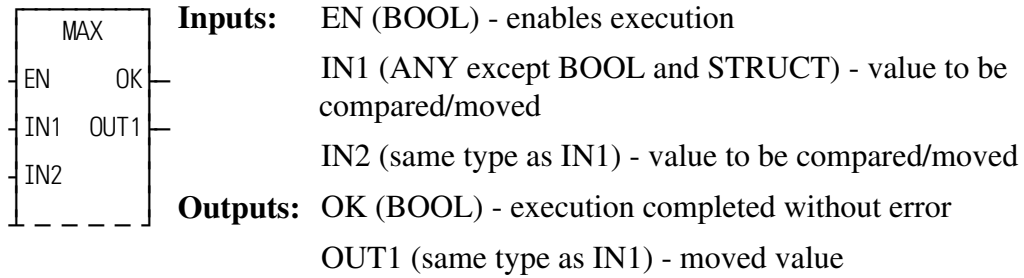 MAX
EN OK
IN1 OUT1
IN2
Inputs: EN (BOOL) - enables execution
IN1 (ANY except BOOL and STRUCT) - value to be
compared/moved
IN2 (same type as IN1) - value to be compared/moved
Outputs: OK (BOOL) - execution completed without error
OUT1 (same type as IN1) - moved value